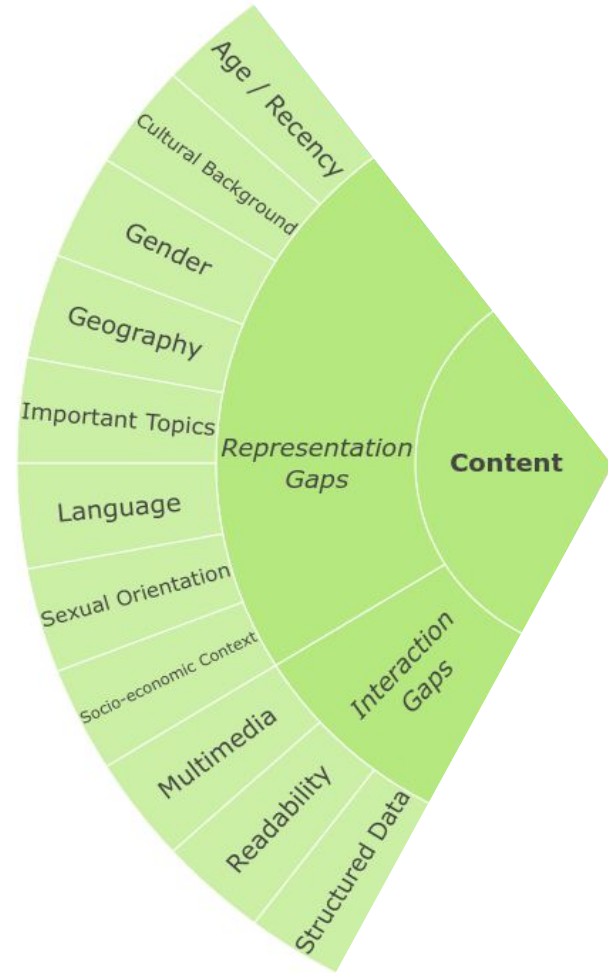 Age / Recency
Cultural Background
Gender
Geography
Important Topics
Language
Sexual Orientation
Socio-economic Context
Multimedia
Readability
Structured Data
Representation
Gaps
Interaction
Gaps
Content